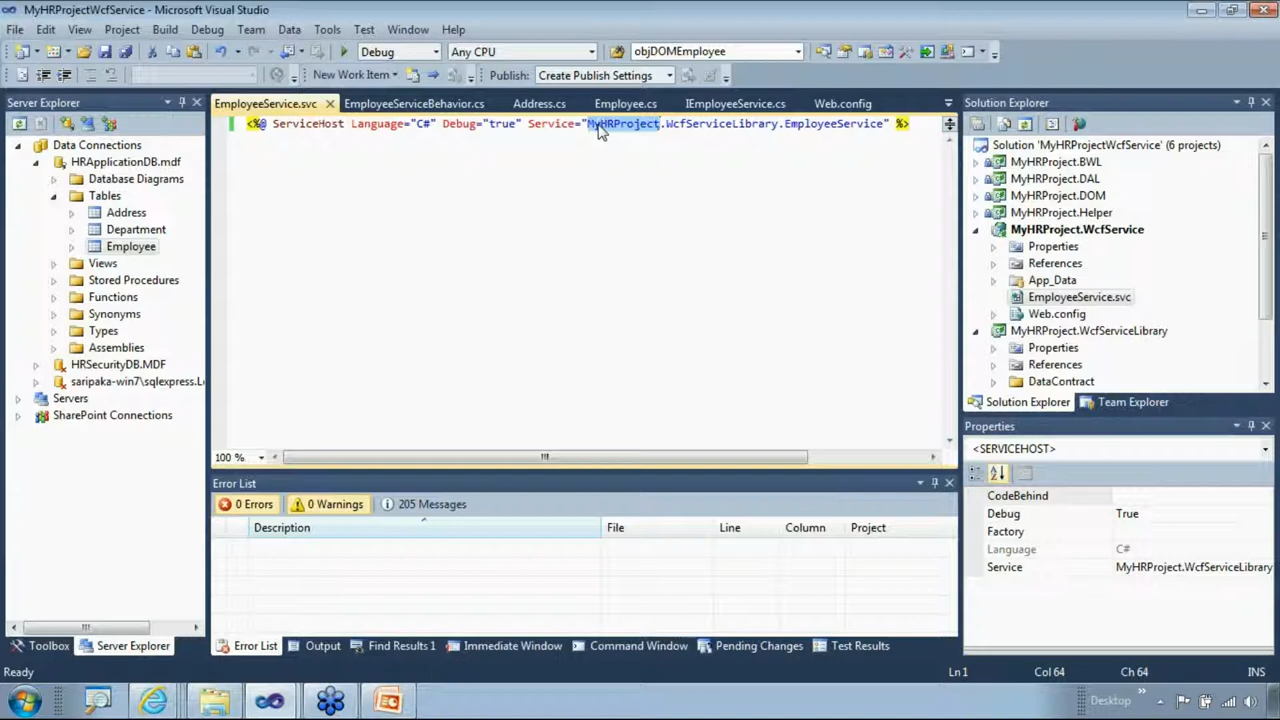 MyHRProjectWcfService - Microsoft Visual Studio
File Edit View Project Build Debug Team Data Tools Test Window Help
Debug Any CPU objDOMEmployee
New Work Item Publish: Create Publish Settings
Server Explorer
Data Connections
HRApplicationDB.mdf
Database Diagrams
Tables
Address
Department
Employee
Views
Stored Procedures
Functions
Synonyms
Types
Assemblies
HRSecurityDB.MDF
saripaka-win7\sqlexpress.Lo
Servers
SharePoint Connections
Toolbox Server Explorer
EmployeeService.svc EmployeeServiceBehavior.cs Address.cs Employee.cs IEmployeeService.cs Web.config
<%@ ServiceHost Language="C#" Debug="true" Service="MyHRProject.WcfServiceLibrary.EmployeeService" %>
100 %
Error List
0 Errors 0 Warnings 205 Messages
Description File Line Column Project
Error List Output Find Results 1 Immediate Window Command Window Pending Changes Test Results
Solution Explorer
Solution 'MyHRProjectWcfService' (6 projects)
MyHRProject.BWL
MyHRProject.DAL
MyHRProject.DOM
MyHRProject.Helper
MyHRProject.WcfService
Properties
References
App_Data
EmployeeService.svc
Web.config
MyHRProject.WcfServiceLibrary
Properties
References
DataContract
Solution Explorer Team Explorer
Properties
<SERVICEHOST>
CodeBehind
Debug True
Factory
Language C#
Service MyHRProject.WcfServiceLibrary
Ready Ln 1 Col 64 Ch 64 INS
Desktop